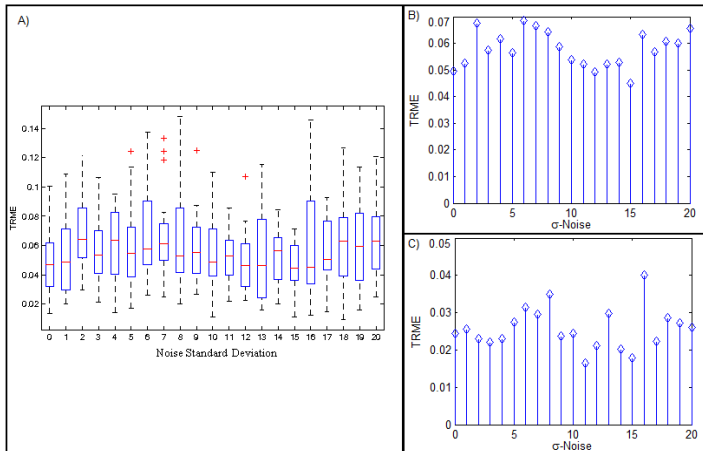 A)
0.14
0.12
0.1
0.08
0.06
0.04
0.02
TRME
0 1 2 3 4 5 6 7 8 9 10 11 12 13 14 15 16 17 18 19 20
Noise Standard Deviation
B)
0.07
0.06
0.05
0.04
0.03
0.02
0.01
0
TRME
0 5 10 15 20
σ-Noise
C)
0.05
0.04
0.03
0.02
0.01
0
TRME
0 5 10 15 20
σ-Noise